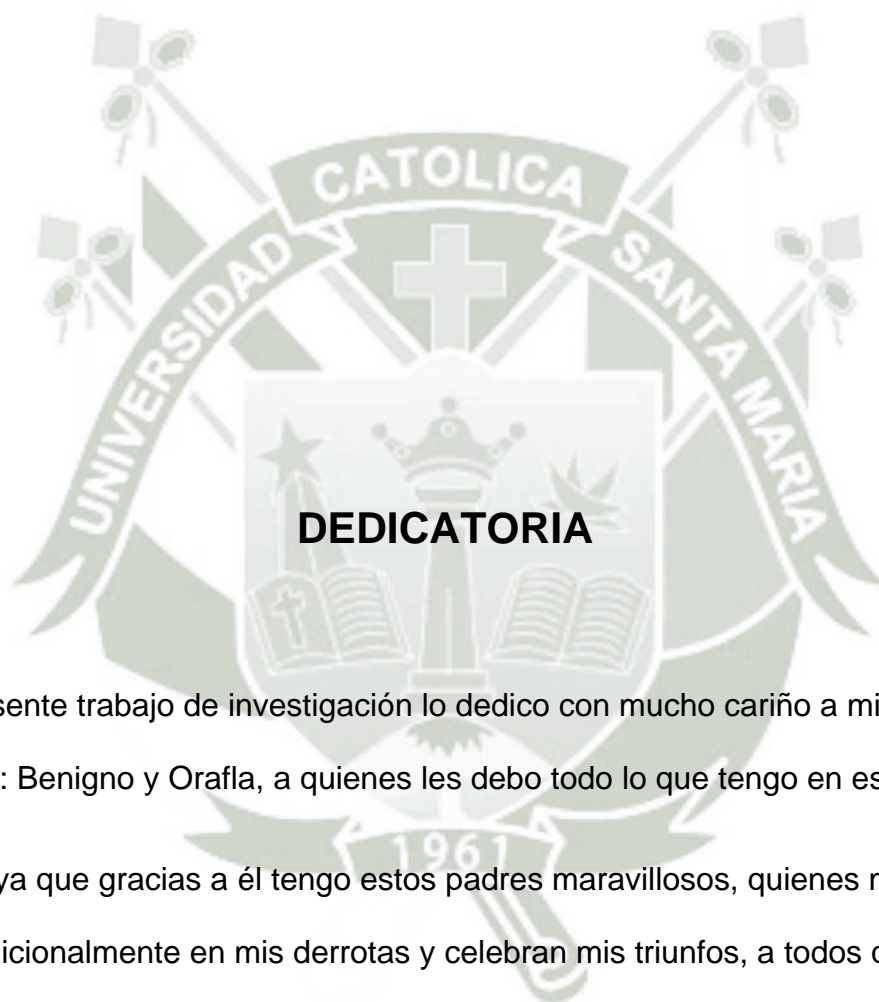 UNIVERSIDAD CATOLICA SANTA MARIA
DEDICATORIA
sente trabajo de investigación lo dedico con mucho cariño a mi
: Benigno y Orafla, a quienes les debo todo lo que tengo en es
1961
ya que gracias a él tengo estos padres maravillosos, quienes
dicionalmente en mis derrotas y celebran mis triunfos, a todos